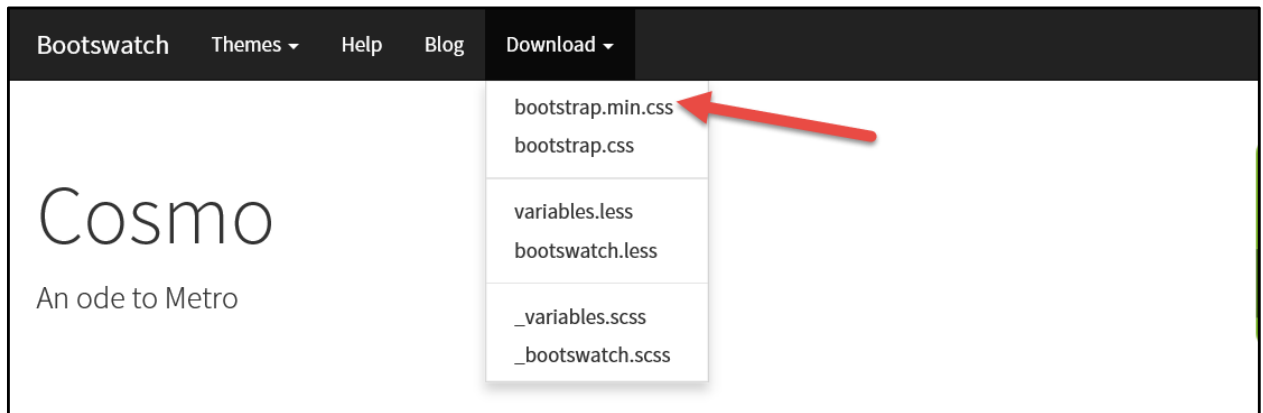 Bootswatch Themes Help Blog Download
bootstrap.min.css
bootstrap.css
variables.less
bootswatch.less
_variables.scss
_bootswatch.scss
Cosmo
An ode to Metro